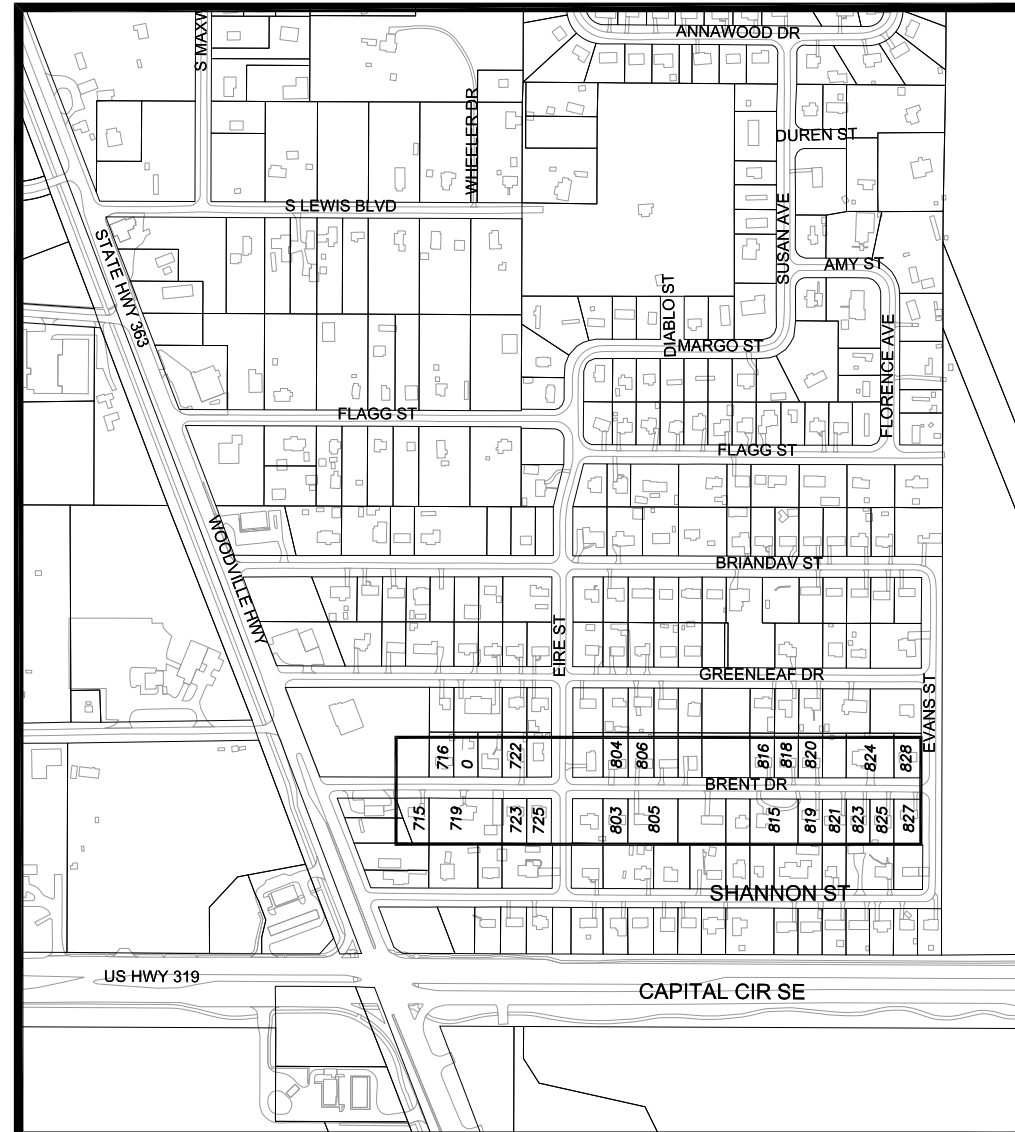 ANNAWOOD DR
S MAXW
WHEELER DR
DUREN ST
S LEWIS BLVD
SUSAN AVE
STATE HWY 363
AMY ST
DIABLO ST
MARGO ST
FLORENCE AVE
FLAGG ST
FLAGG ST
WOODVILLE HWY
BRIANDAV ST
EIRE ST
GREENLEAF DR
EVANS ST
716
0
722
804
806
816
818
820
824
828
BRENT DR
715
719
723
725
803
805
815
819
821
823
825
827
SHANNON ST
US HWY 319
CAPITAL CIR SE